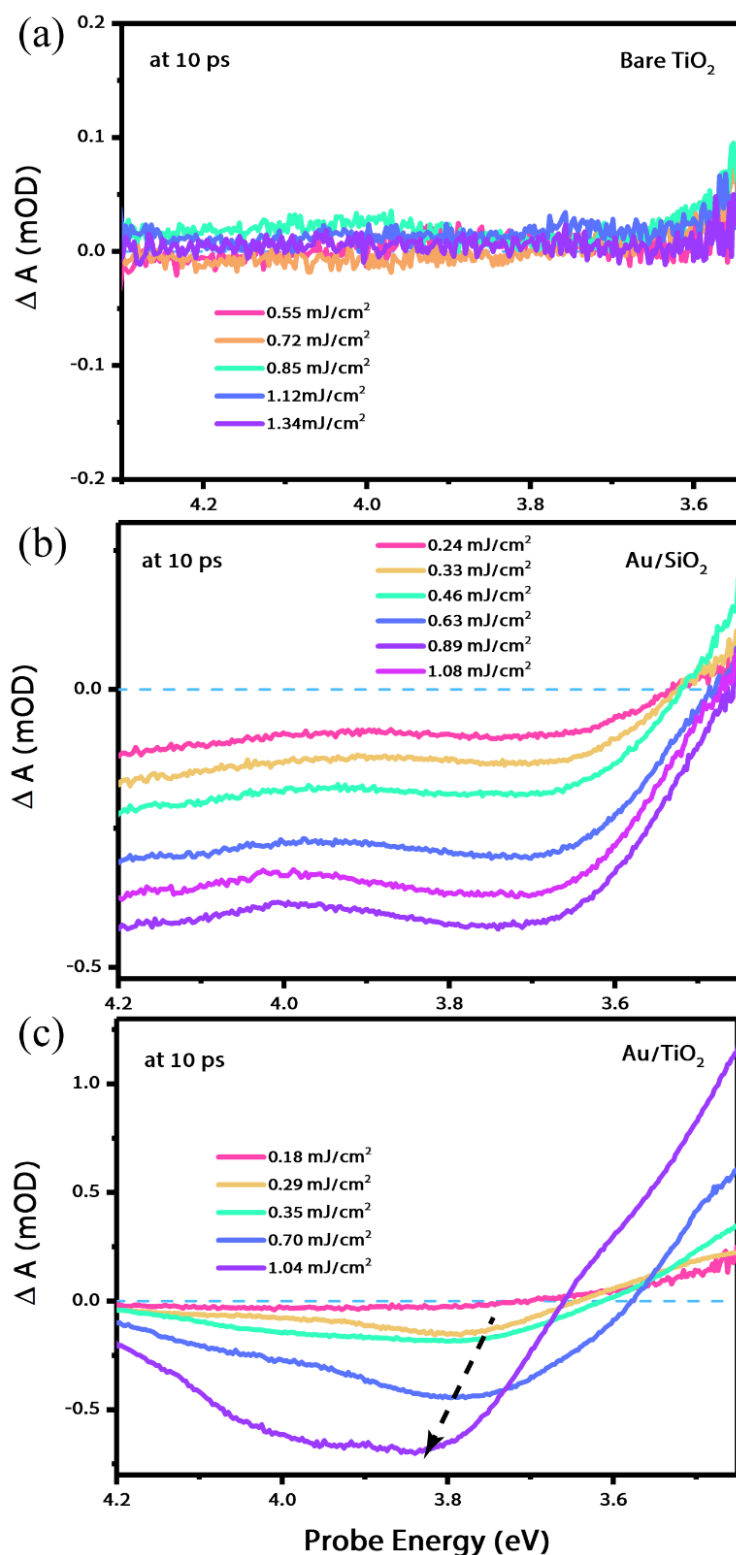 (a)
0.2
at 10 ps
Bare TiO₂
0.1
Δ A (mOD)
0.0
0.55 mJ/cm²
0.72 mJ/cm²
0.85 mJ/cm²
1.12mJ/cm²
1.34mJ/cm²
-0.1
-0.2
4.2 4.0 3.8 3.6
(b)
at 10 ps
Au/SiO₂
0.24 mJ/cm²
0.33 mJ/cm²
0.46 mJ/cm²
0.63 mJ/cm²
0.89 mJ/cm²
1.08 mJ/cm²
0.0
Δ A (mOD)
-0.5
4.2 4.0 3.8 3.6
(c)
at 10 ps
Au/TiO₂
1.0
0.18 mJ/cm²
0.29 mJ/cm²
0.35 mJ/cm²
0.70 mJ/cm²
1.04 mJ/cm²
0.5
Δ A (mOD)
0.0
-0.5
4.2 4.0 3.8 3.6
Probe Energy (eV)